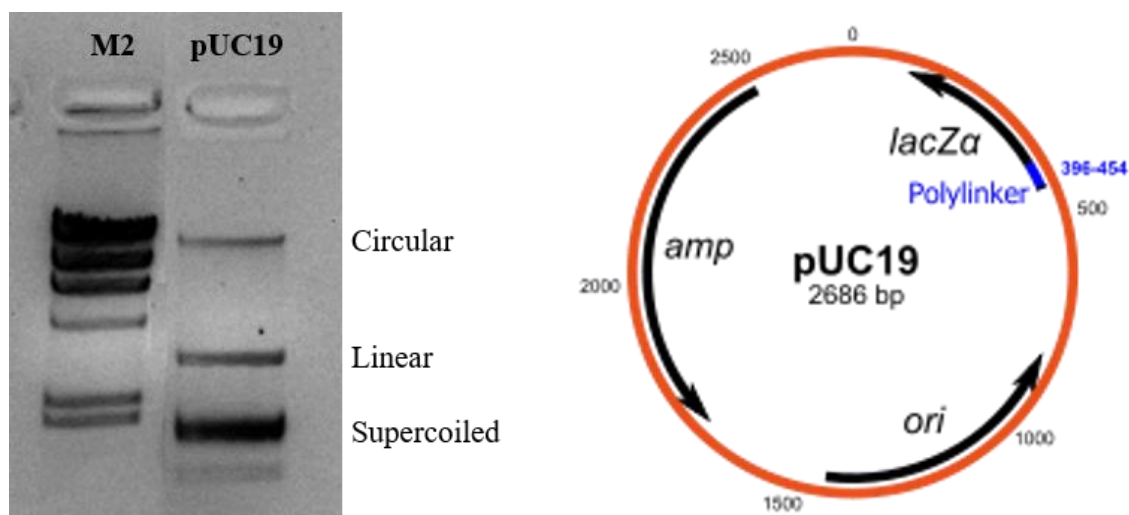 M2 pUC19
Circular
Linear
Supercoiled
0
2500
lacZα
396-454
Polylinker
500
amp
pUC19
2686 bp
2000
ori
1000
1500